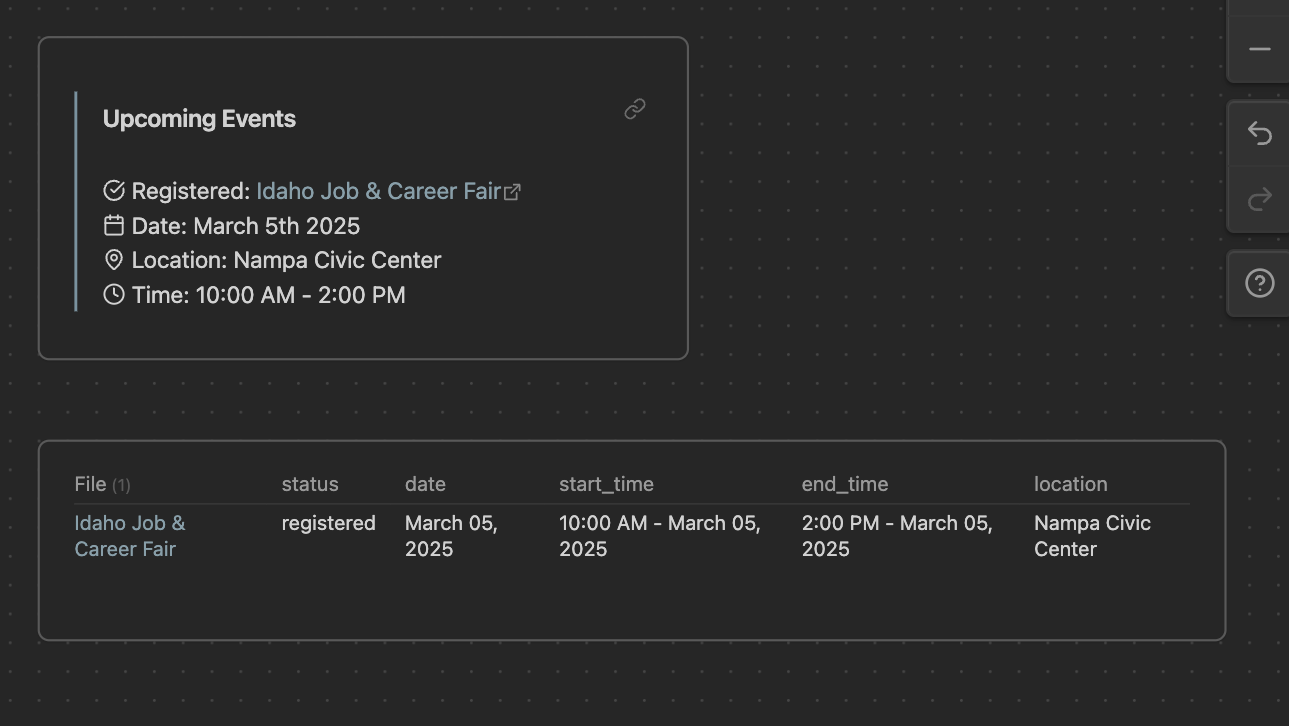 Upcoming Events
Registered: Idaho Job & Career Fair
Date: March 5th 2025
Location: Nampa Civic Center
Time: 10:00 AM - 2:00 PM
File (1) status date start_time end_time location
Idaho Job & registered March 05, 10:00 AM - March 05, 2:00 PM - March 05, Nampa Civic
Career Fair 2025 2025 2025 Center